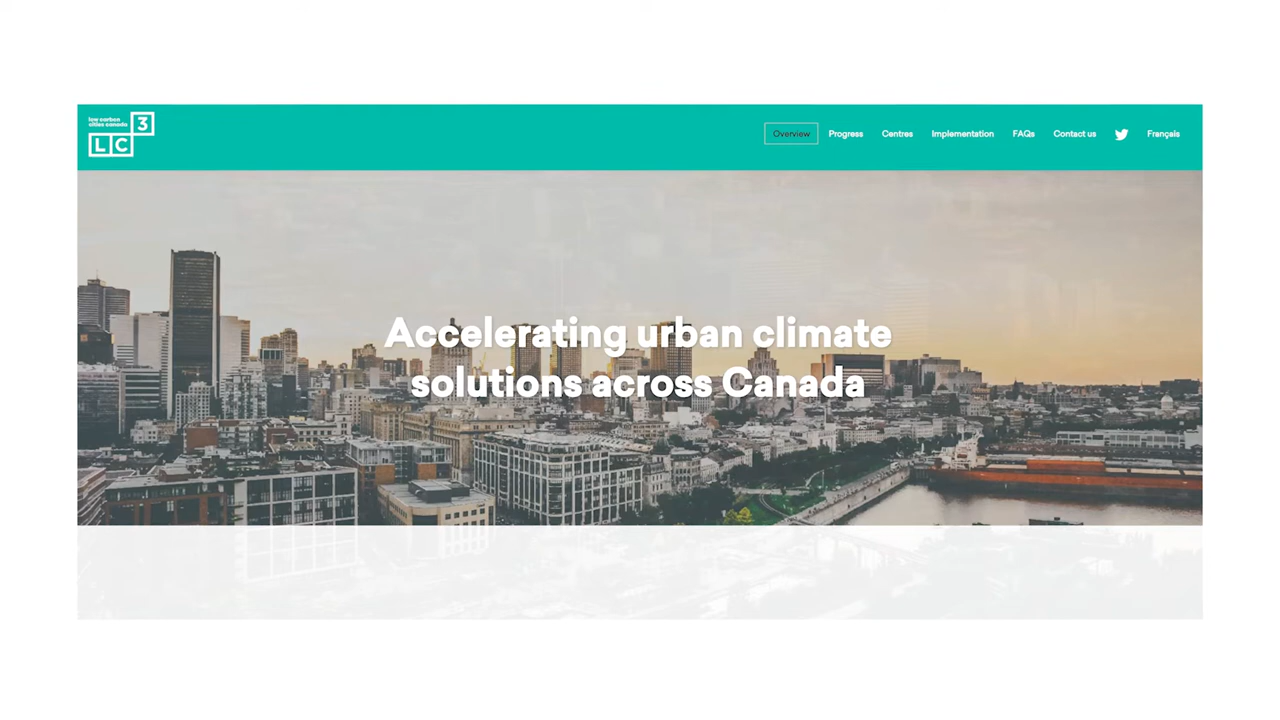 low carbon
cities canada
3
LC
Overview
Progress
Centres
Implementation
FAQs
Contact us
Français
Accelerating urban climate
solutions across Canada